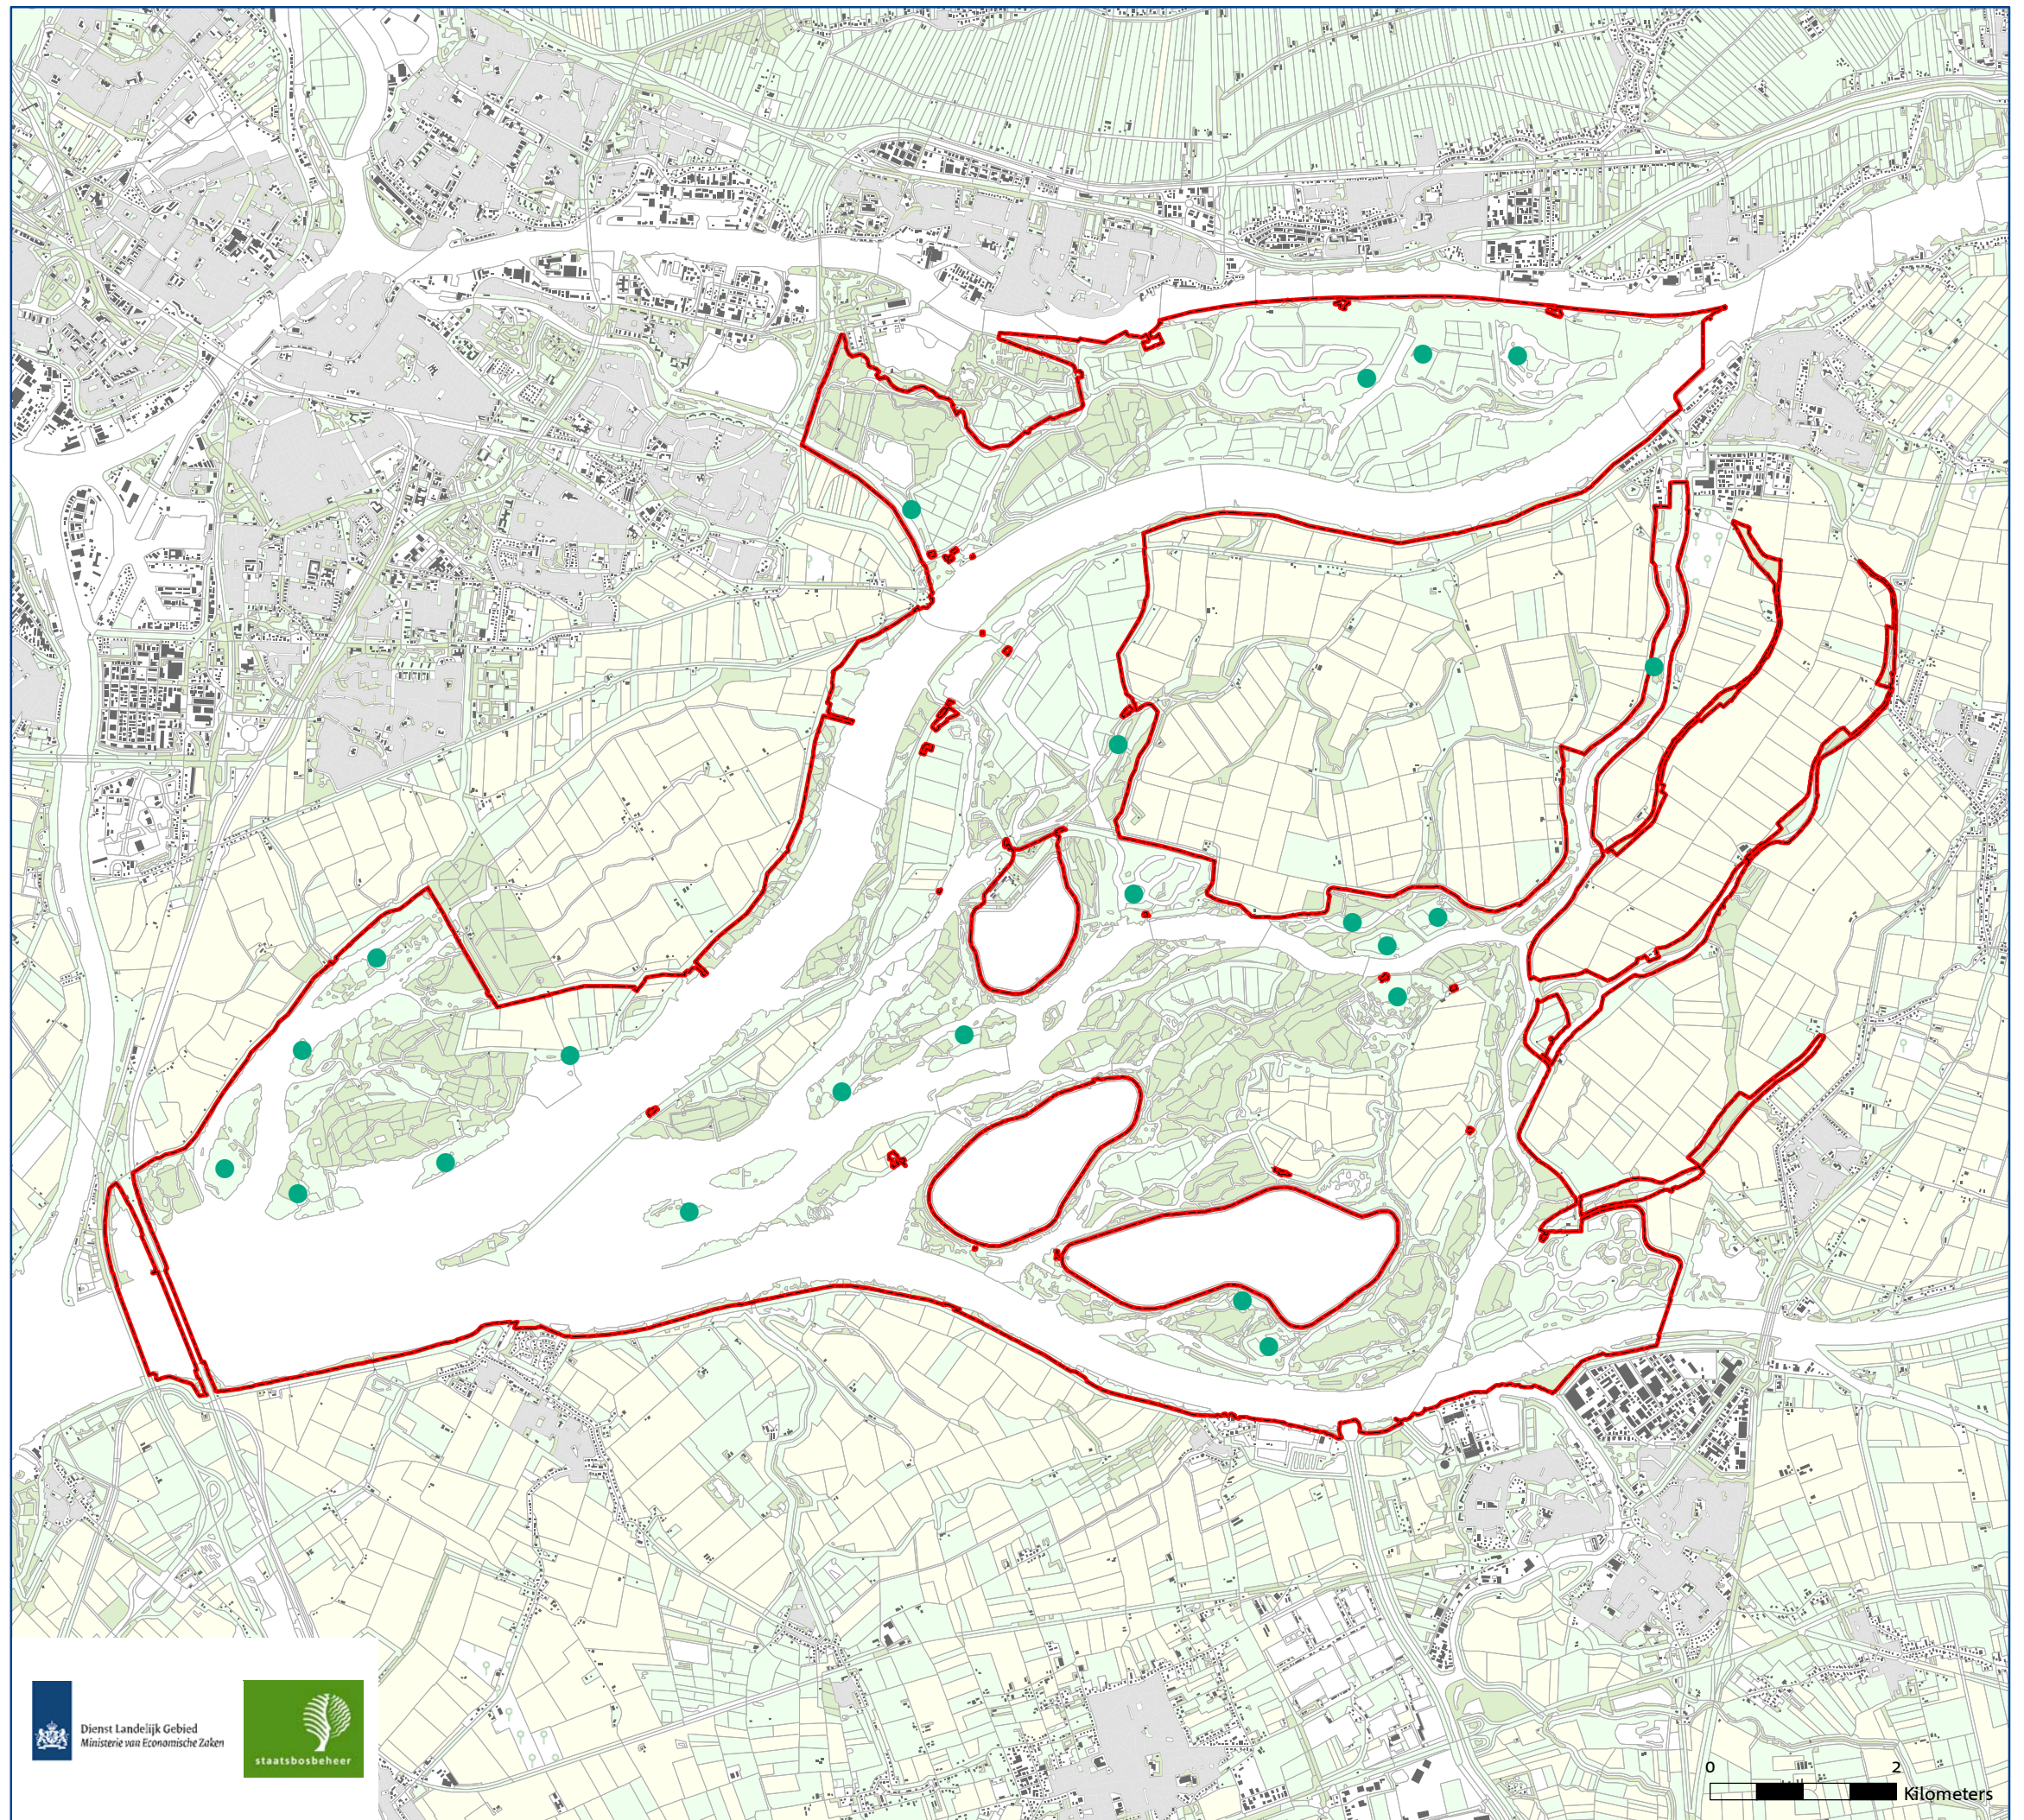 Dienst Landelijk Gebied
Ministerie van Economische Zaken
staatsbosbeheer
0 2
Kilometers